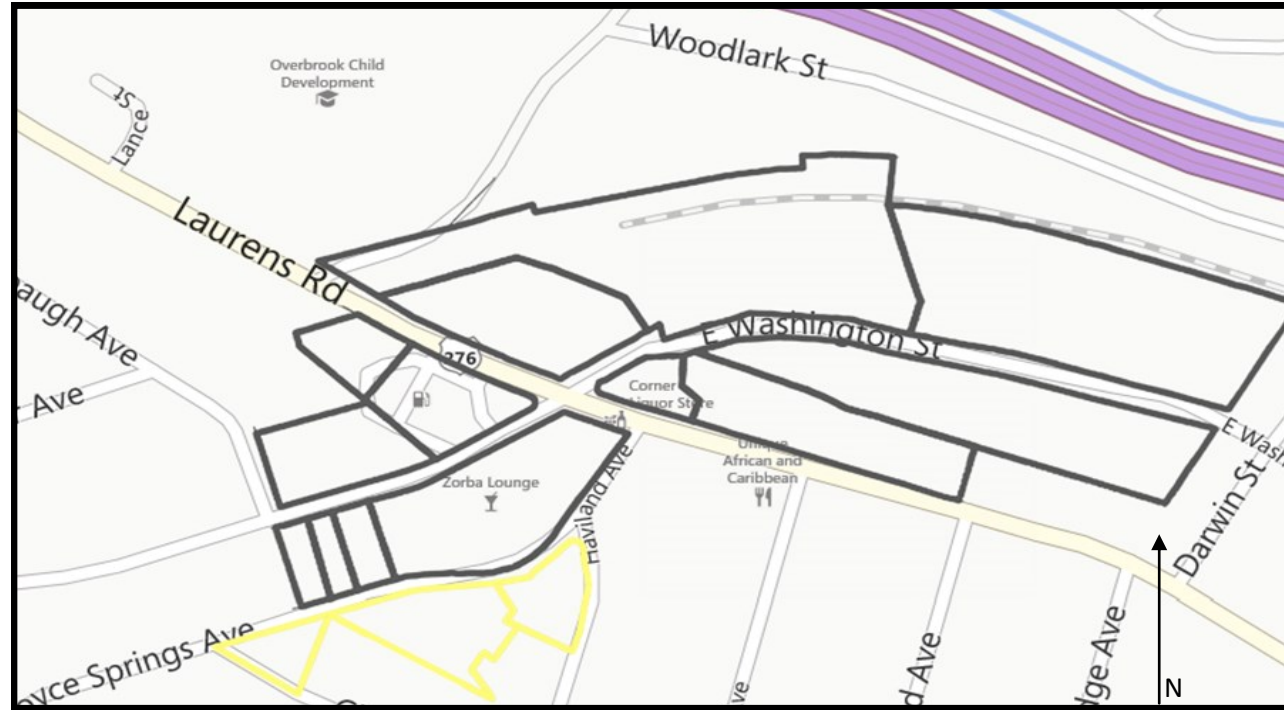 Woodlark St
Overbrook Child
Development
Lance St
Laurens Rd
augh Ave
Ave
276
E Washington St
Corner
Liquor Store
E Wash
Unique
African and
Caribbean
Zorba Lounge
Haviland Ave
Darwin St
oyce Springs Ave
ve
d Ave
dge Ave
N